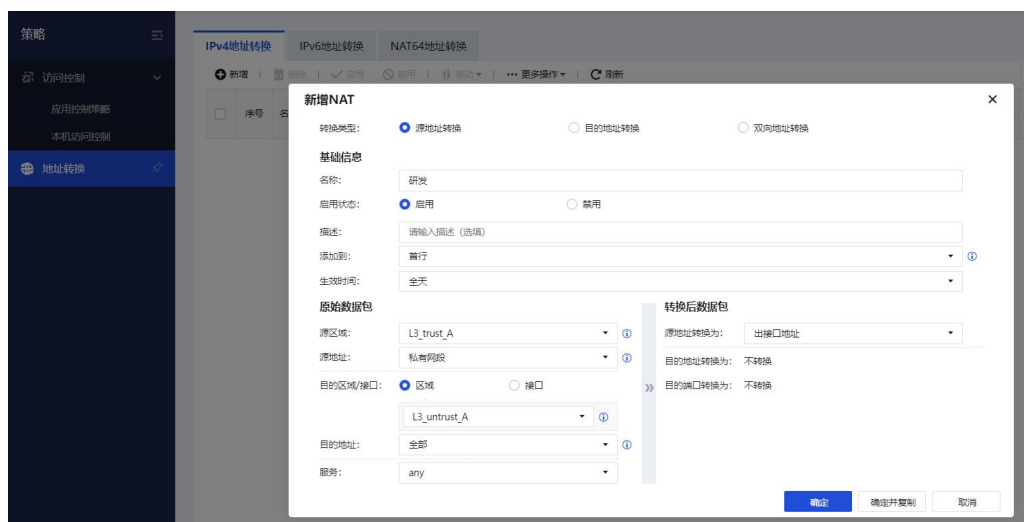 策略
访问控制
应用控制策略
本机访问控制
地址转换
IPv4地址转换 IPv6地址转换 NAT64地址转换
新增 删除 启用 禁用 移动 更多操作 刷新
序号 名
新增NAT
转换类型: 源地址转换 目的地址转换 双向地址转换
基础信息
名称: 研发
启用状态: 启用 禁用
描述: 请输入描述（选填）
添加到: 首行
生效时间: 全天
原始数据包 转换后数据包
源区域: L3_trust_A 源地址转换为: 出接口地址
源地址: 私有网段 目的地址转换为: 不转换
目的区域/接口: 区域 接口 目的端口转换为: 不转换
L3_untrust_A
目的地址: 全部
服务: any
确定 确定并复制 取消